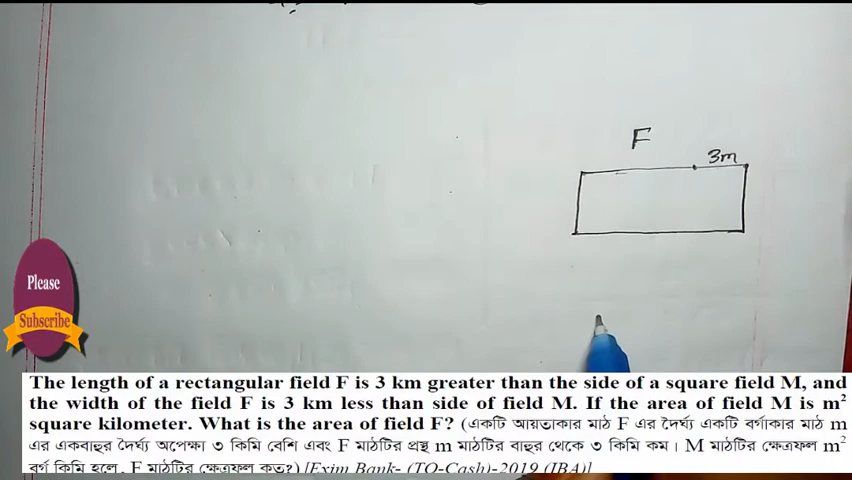 F
3m
Please
Subscribe
The length of a rectangular field F is 3 km greater than the side of a square field M, and
the width of the field F is 3 km less than side of field M. If the area of field M is m²
square kilometer. What is the area of field F? (একটি আয়তাকার মাঠ F এর দৈর্ঘ্য একটি বর্গাকার মাঠ m
এর একবাহুর দৈর্ঘ্য অপেক্ষা ৩ কিমি বেশি এবং F মাঠটির প্রস্থ m মাঠটির বাহুর থেকে ৩ কিমি কম। M মাঠটির ক্ষেত্রফল m²
বর্গ কিমি হলে, F মাঠটির ক্ষেত্রফল কত?) [Exim Bank- (TO-Cash)-2019 (IBA)]